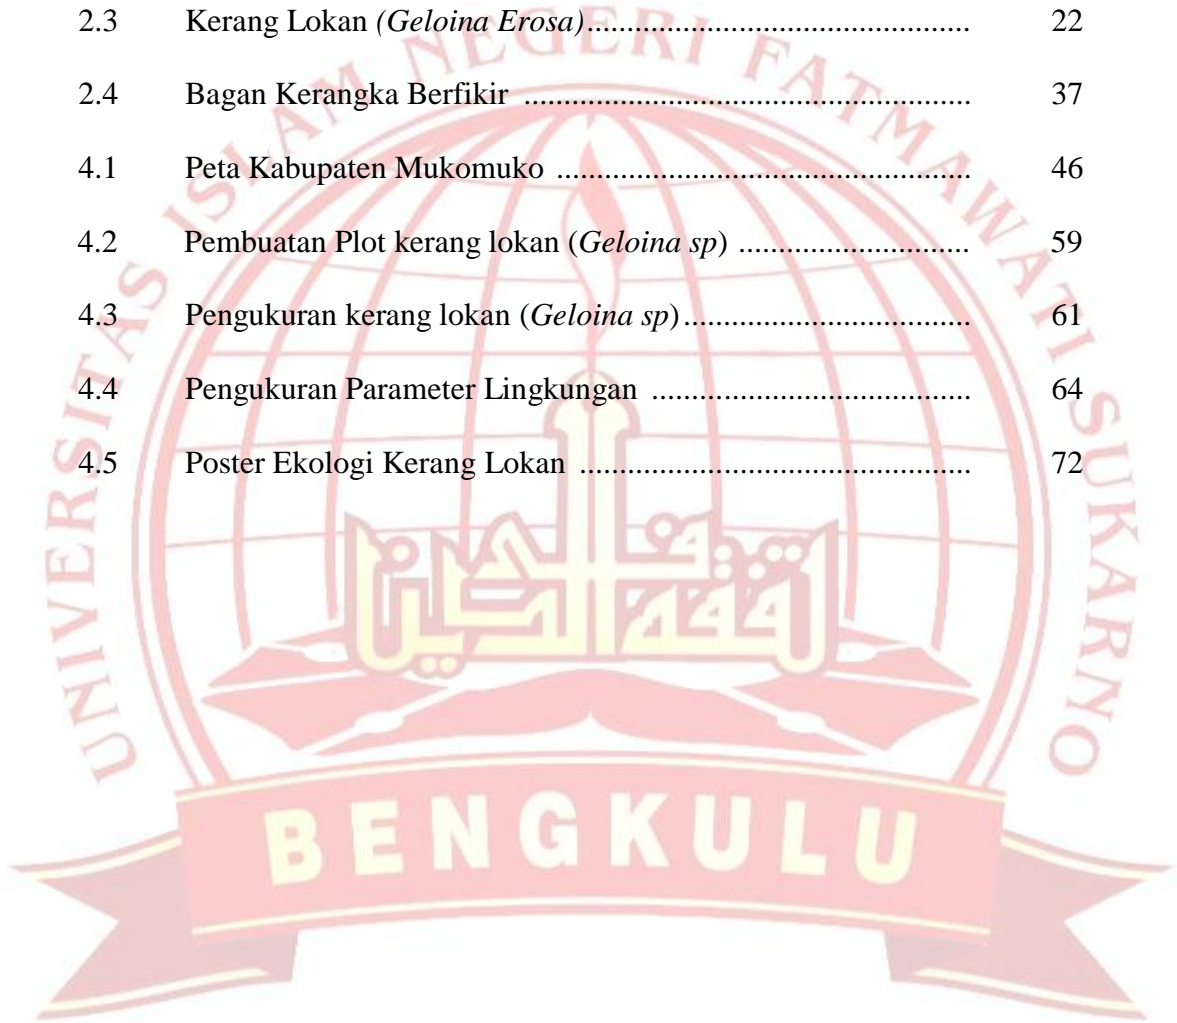 2.3 Kerang Lokan (Geloina Erosa)................................................ 22
2.4 Bagan Kerangka Berfikir ........................................................ 37
4.1 Peta Kabupaten Mukomuko .................................................... 46
4.2 Pembuatan Plot kerang lokan (Geloina sp) ............................. 59
4.3 Pengukuran kerang lokan (Geloina sp).................................... 61
4.4 Pengukuran Parameter Lingkungan ........................................ 64
4.5 Poster Ekologi Kerang Lokan ................................................. 72
UNIVERSITAS ISLAM NEGERI FATMAWATI SUKARNO
BENGKULU